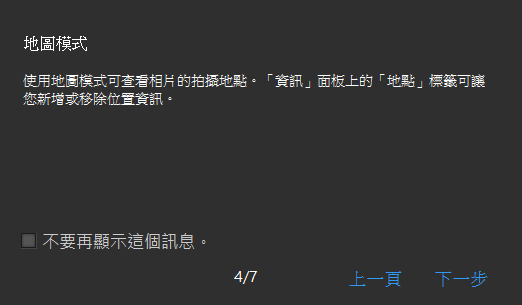 地圖模式
使用地圖模式可查看相片的拍攝地點。「資訊」面板上的「地點」標籤可讓
您新增或移除位置資訊。
不要再顯示這個訊息。
4/7
上一頁
下一步